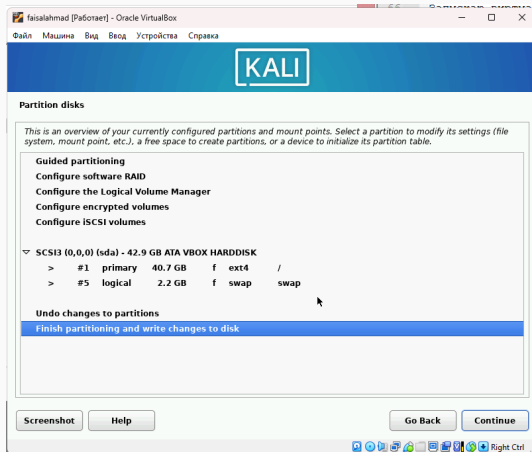 faisalahmad [Работает] - Oracle VirtualBox
Файл Машина Вид Ввод Устройства Справка
KALI
Partition disks
This is an overview of your currently configured partitions and mount points. Select a partition to modify its settings (file
system, mount point, etc.), a free space to create partitions, or a device to initialize its partition table.
Guided partitioning
Configure software RAID
Configure the Logical Volume Manager
Configure encrypted volumes
Configure iSCSI volumes
SCSI3 (0,0,0) (sda) - 42.9 GB ATA VBOX HARDDISK
> #1 primary 40.7 GB f ext4 /
> #5 logical 2.2 GB f swap swap
Undo changes to partitions
Finish partitioning and write changes to disk
Screenshot Help Go Back Continue
Right Ctrl